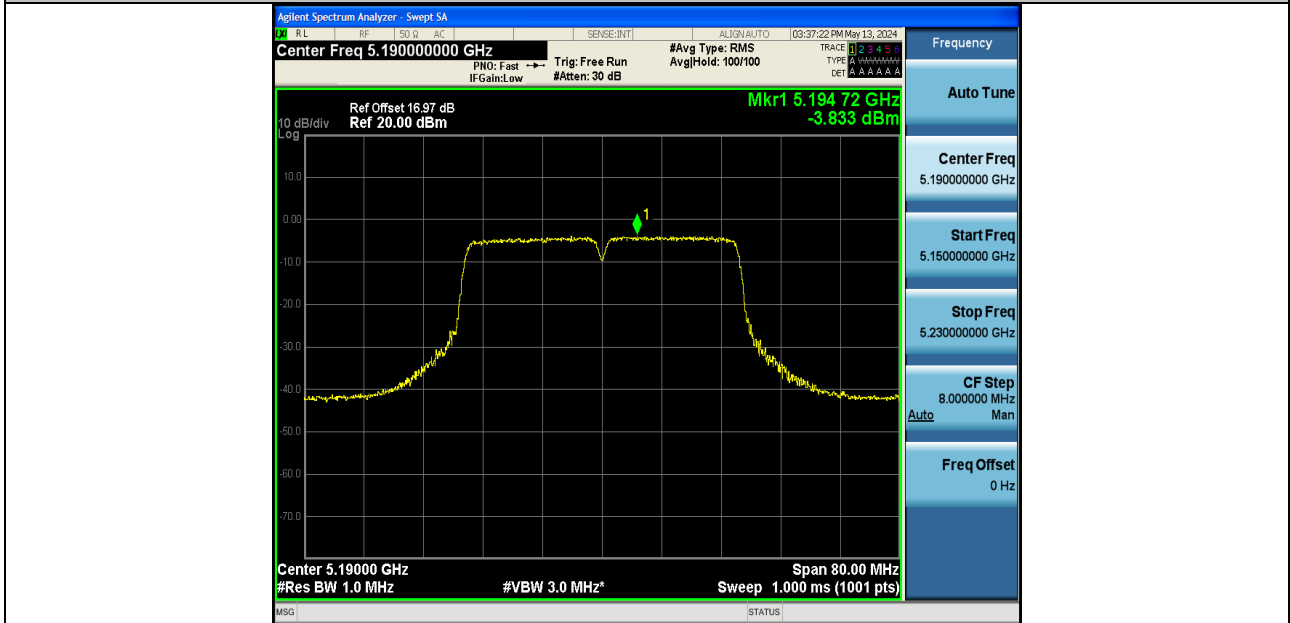 Agilent Spectrum Analyzer - Swept SA
LXI RL RF 50 Ω AC SENSE:INT ALIGN AUTO 03:37:22 PM May 13, 2024
Center Freq 5.190000000 GHz
PNO: Fast
IFGain:Low
Trig: Free Run
#Atten: 30 dB
#Avg Type: RMS
Avg|Hold: 100/100
TRACE 1 2 3 4 5 6
TYPE A WWWWW
DET A A A A A A
Ref Offset 16.97 dB
10 dB/div Ref 20.00 dBm
Log
Mkr1 5.194 72 GHz
-3.833 dBm
10.0
0.00
-10.0
-20.0
-30.0
-40.0
-50.0
-60.0
-70.0
1
Center 5.19000 GHz Span 80.00 MHz
#Res BW 1.0 MHz #VBW 3.0 MHz* Sweep 1.000 ms (1001 pts)
MSG STATUS
Frequency
Auto Tune
Center Freq
5.190000000 GHz
Start Freq
5.150000000 GHz
Stop Freq
5.230000000 GHz
CF Step
8.000000 MHz
Auto Man
Freq Offset
0 Hz